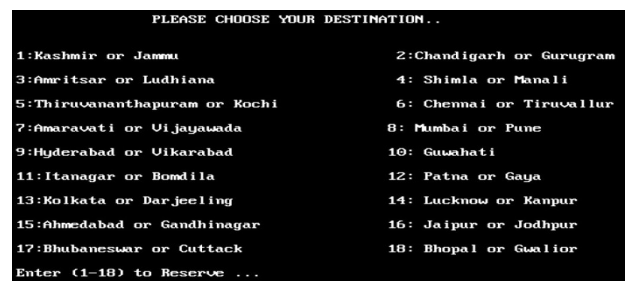 PLEASE CHOOSE YOUR DESTINATION..
1:Kashmir or Jammu 2:Chandigarh or Gurugram
3:Amritsar or Ludhiana 4: Shimla or Manali
5:Thiruvananthapuram or Kochi 6: Chennai or Tiruvallur
7:Amaravati or Vijayawada 8: Mumbai or Pune
9:Hyderabad or Vikarabad 10: Guwahati
11:Itanagar or Bomdila 12: Patna or Gaya
13:Kolkata or Darjeeling 14: Lucknow or Kanpur
15:Ahmedabad or Gandhinagar 16: Jaipur or Jodhpur
17:Bhubaneswar or Cuttack 18: Bhopal or Gwalior
Enter (1-18) to Reserve ...